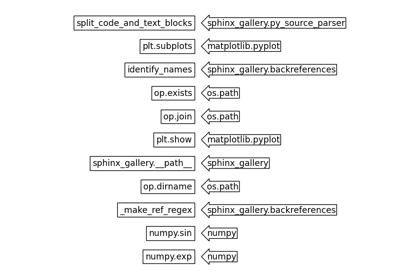 split_code_and_text_blocks sphinx_gallery.py_source_parser
plt.subplots matplotlib.pyplot
identify_names sphinx_gallery.backreferences
op.exists os.path
op.join os.path
plt.show matplotlib.pyplot
sphinx_gallery.__path__ sphinx_gallery
op.dirname os.path
_make_ref_regex sphinx_gallery.backreferences
numpy.sin numpy
numpy.exp numpy